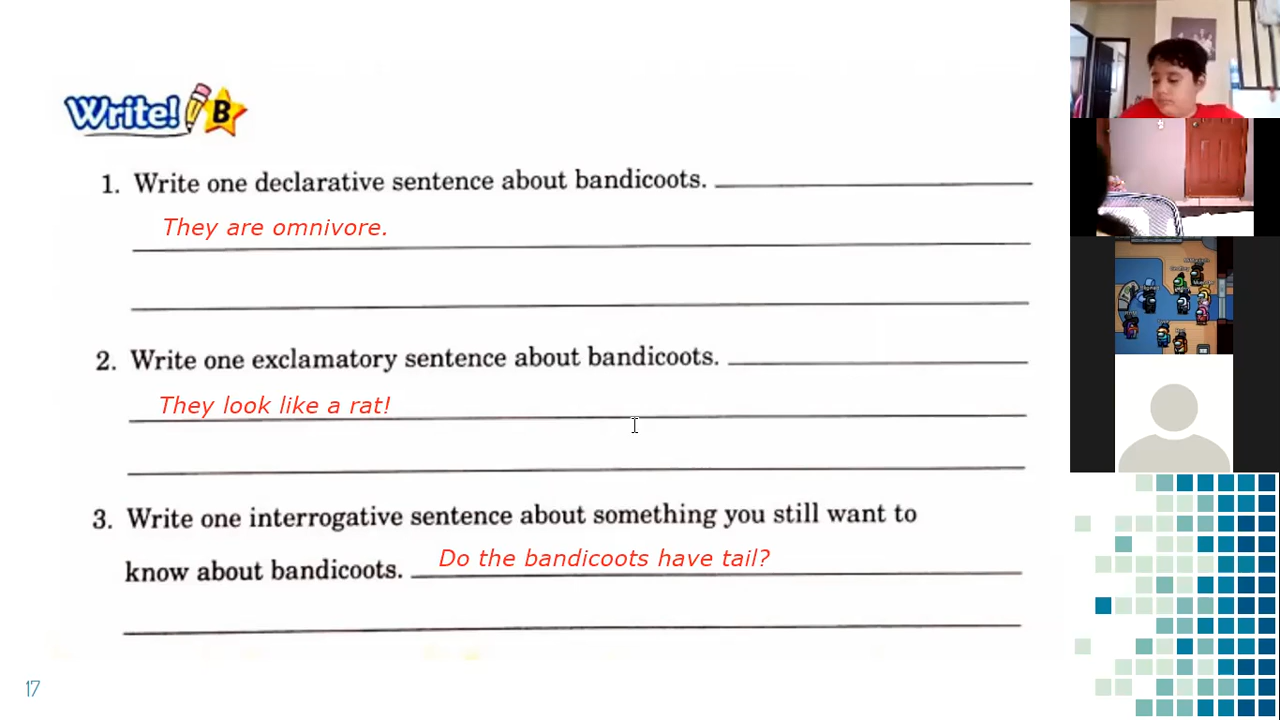 Write! B
1. Write one declarative sentence about bandicoots.
They are omnivore.
2. Write one exclamatory sentence about bandicoots.
They look like a rat!
3. Write one interrogative sentence about something you still want to
know about bandicoots. Do the bandicoots have tail?
17